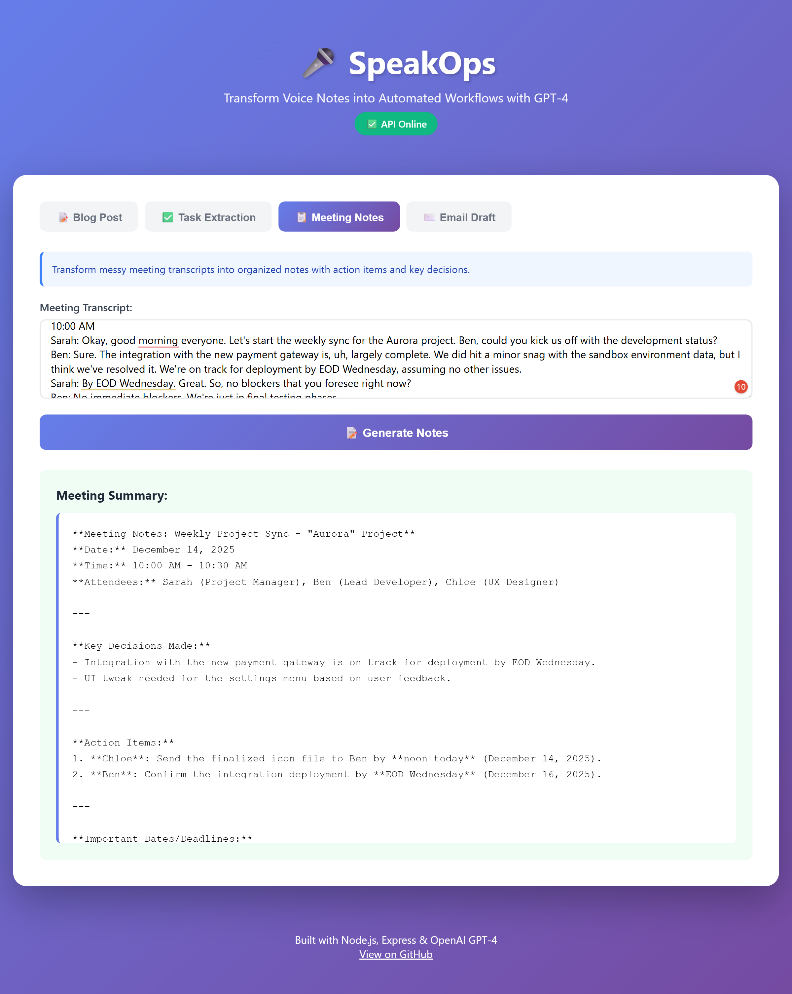 SpeakOps
Transform Voice Notes into Automated Workflows with GPT-4
API Online
Blog Post
Task Extraction
Meeting Notes
Email Draft
Transform messy meeting transcripts into organized notes with action items and key decisions.
Meeting Transcript:
10:00 AM
Sarah: Okay, good morning everyone. Let's start the weekly sync for the Aurora project. Ben, could you kick us off with the development status?
Ben: Sure. The integration with the new payment gateway is, uh, largely complete. We did hit a minor snag with the sandbox environment data, but I
think we've resolved it. We're on track for deployment by EOD Wednesday, assuming no other issues.
Sarah: By EOD Wednesday. Great. So, no blockers that you foresee right now?
Ben: No immediate blockers. We're just in final testing phases.
10
Generate Notes
Meeting Summary:
**Meeting Notes: Weekly Project Sync - "Aurora" Project**
**Date:** December 14, 2025
**Time:** 10:00 AM - 10:30 AM
**Attendees:** Sarah (Project Manager), Ben (Lead Developer), Chloe (UX Designer)
---
**Key Decisions Made:**
- Integration with the new payment gateway is on track for deployment by EOD Wednesday.
- UI tweak needed for the settings menu based on user feedback.
---
**Action Items:**
1. **Chloe**: Send the finalized icon file to Ben by **noon today** (December 14, 2025).
2. **Ben**: Confirm the integration deployment by **EOD Wednesday** (December 16, 2025).
---
**Important Dates/Deadlines:**
Built with Node.js, Express & OpenAI GPT-4
View on GitHub